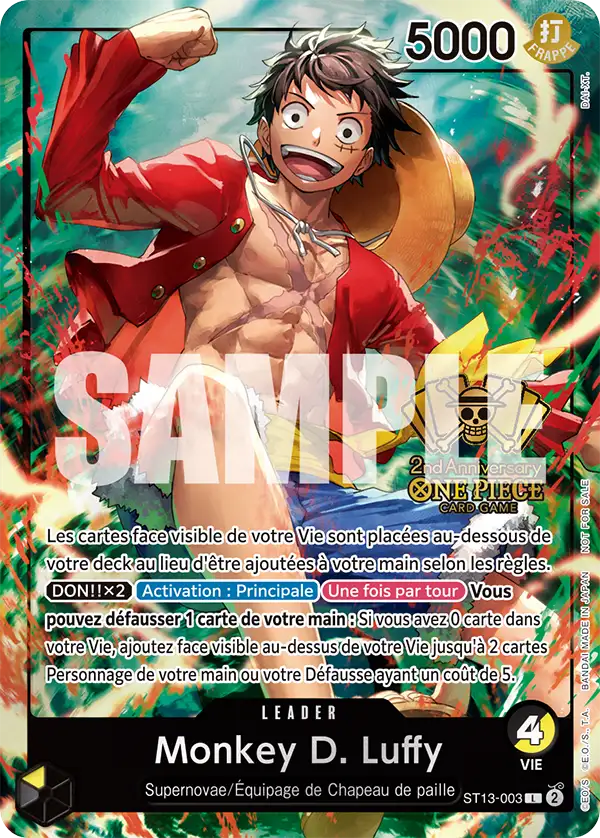 5000
打
FRAPPE
DAI-XT.
SAMPLE
2nd Anniversary
ONE PIECE
CARD GAME
Les cartes face visible de votre Vie sont placées au-dessous de
votre deck au lieu d'être ajoutées à votre main selon les règles.
DON!!×2 Activation : Principale Une fois par tour Vous
pouvez défausser 1 carte de votre main : Si vous avez 0 carte dans
votre Vie, ajoutez face visible au-dessus de votre Vie jusqu'à 2 cartes
Personnage de votre main ou votre Défausse ayant un coût de 5.
LEADER
Monkey D. Luffy
4
VIE
Supernovae/Équipage de Chapeau de paille
ST13-003 L 2
©E.O/S ©E.O./S., T.A. BANDAI MADE IN JAPAN NOT FOR SALE